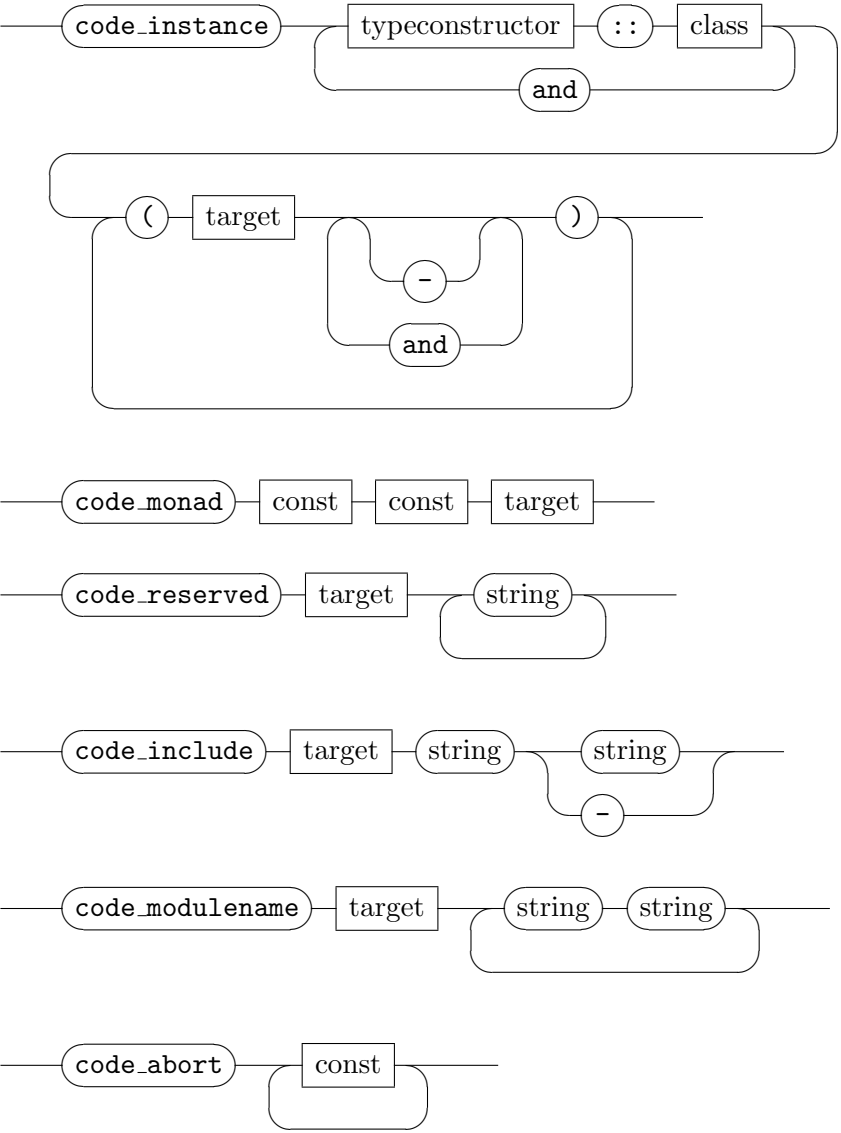 code_instance typeconstructor :: class
and
( target )
-
and
code_monad const const target
code_reserved target string
code_include target string string
-
code_modulename target string string
code_abort const